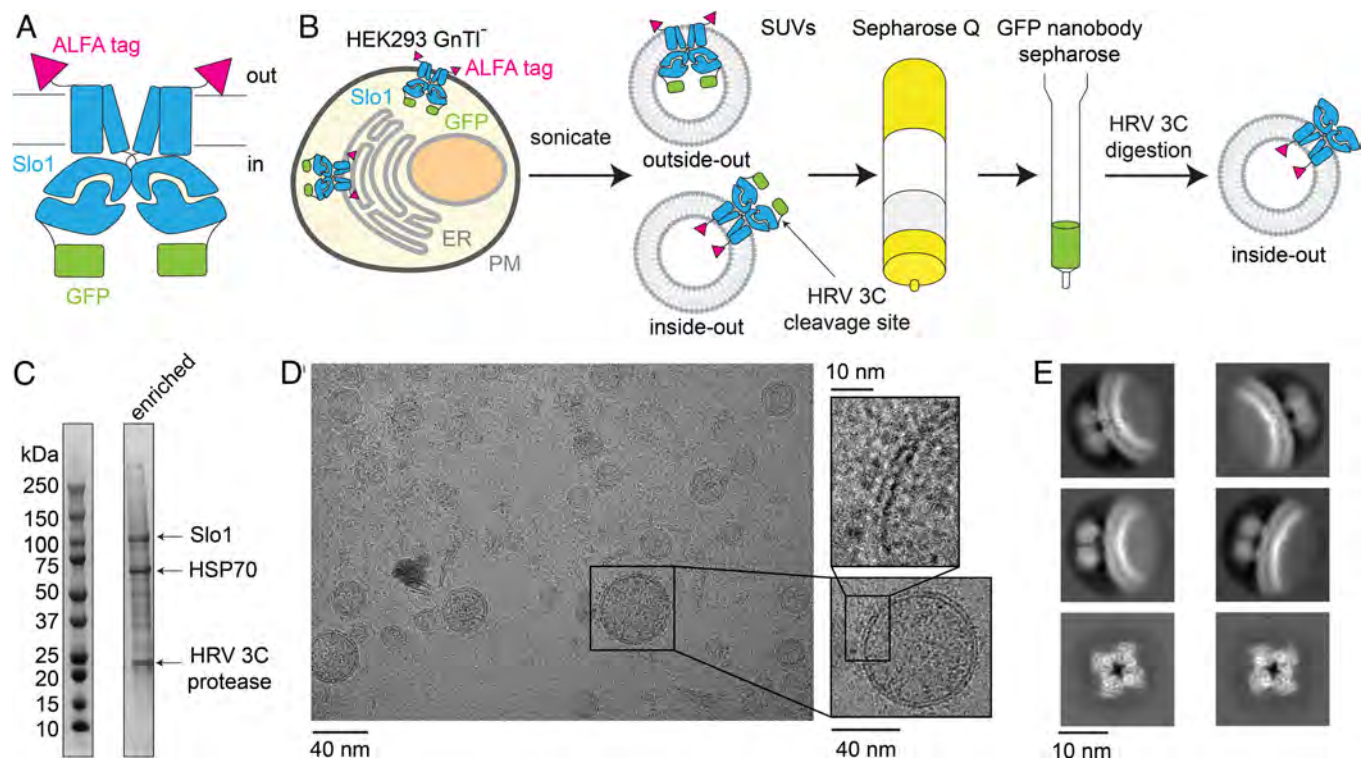 A
ALFA tag
out
Slo1
in
GFP
B
HEK293 GnTI⁻
ALFA tag
Slo1
GFP
ER
PM
sonicate
SUVs
outside-out
inside-out
HRV 3C
cleavage site
Sepharose Q
GFP nanobody
sepharose
HRV 3C
digestion
inside-out
C
enriched
kDa
250
150
100
75
50
37
25
20
15
10
Slo1
HSP70
HRV 3C
protease
D
10 nm
40 nm
40 nm
E
10 nm